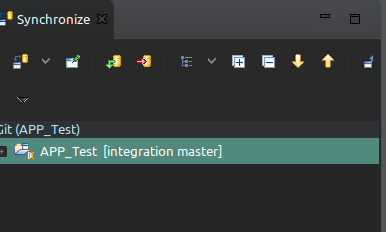 Synchronize
Git (APP_Test)
APP_Test [integration master]